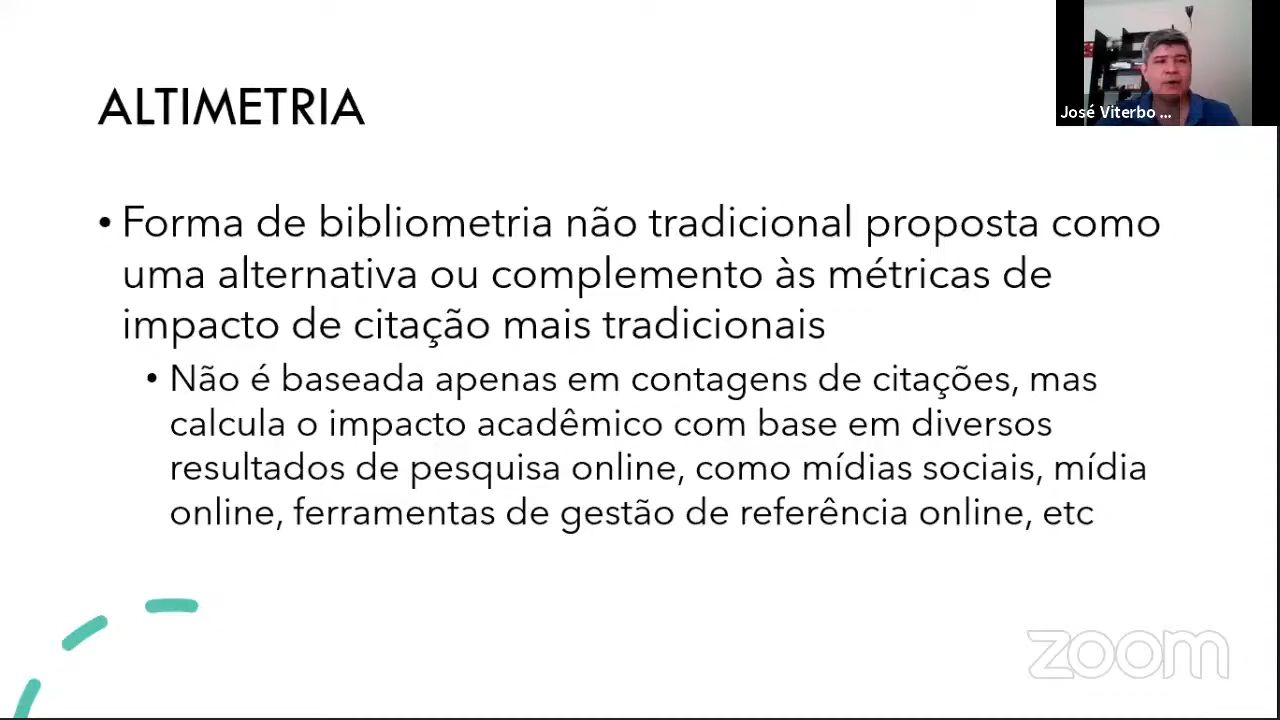 ALTIMETRIA
José Viterbo ...
• Forma de bibliometria não tradicional proposta como
uma alternativa ou complemento às métricas de
impacto de citação mais tradicionais
• Não é baseada apenas em contagens de citações, mas
calcula o impacto acadêmico com base em diversos
resultados de pesquisa online, como mídias sociais, mídia
online, ferramentas de gestão de referência online, etc
zoom